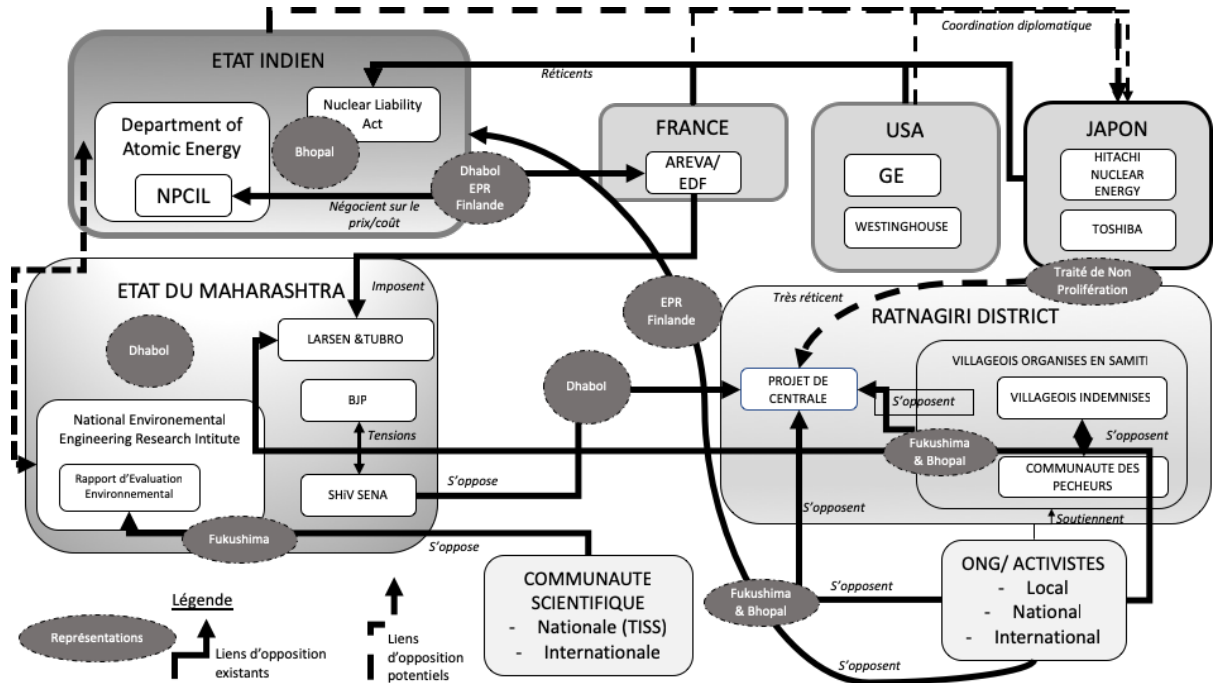 Coordination diplomatique
ETAT INDIEN
Réticents
Nuclear Liability
Act
Department of
Atomic Energy
Bhopal
NPCIL
Négocient sur le
prix/coût
Dhabol
EPR
Finlande
FRANCE
AREVA/
EDF
USA
GE
WESTINGHOUSE
JAPON
HITACHI
NUCLEAR
ENERGY
TOSHIBA
Traité de Non
Prolifération
ETAT DU MAHARASHTRA
Imposent
Dhabol
LARSEN &TUBRO
BJP
Tensions
SHiV SENA
National Environemental
Engineering Research Intitute
Rapport d'Evaluation
Environnemental
Fukushima
S'oppose
S'oppose
Dhabol
EPR
Finlande
Très réticent
RATNAGIRI DISTRICT
PROJET DE
CENTRALE
VILLAGEOIS ORGANISES EN SAMITI
VILLAGEOIS INDEMNISES
S'opposent
S'opposent
Fukushima
& Bhopal
COMMUNAUTE DES
PECHEURS
S'opposent
Soutiennent
COMMUNAUTE
SCIENTIFIQUE
- Nationale (TISS)
- Internationale
Fukushima
& Bhopal
S'opposent
S'opposent
ONG/ ACTIVISTES
- Local
- National
- International
Légende
Représentations
Liens d'opposition
existants
Liens
d'opposition
potentiels